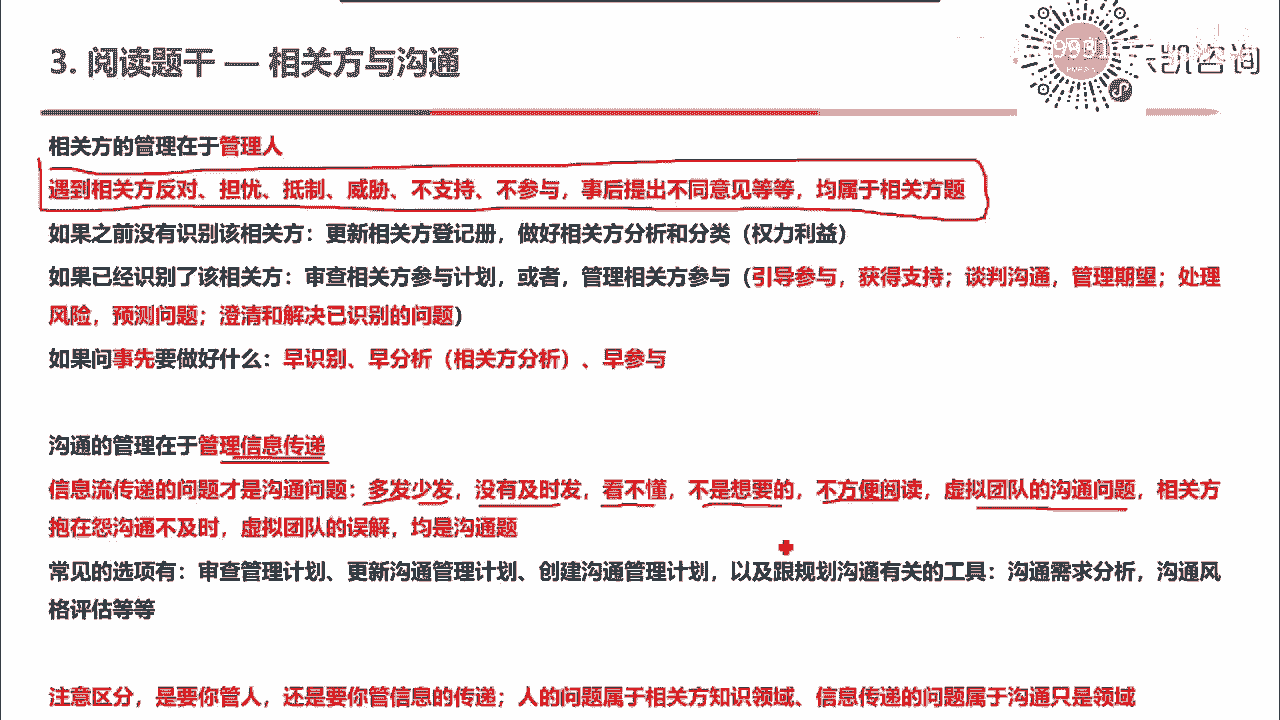 3. 阅读题干 — 相关方与沟通
凯咨询
相关方的管理在于管理人
遇到相关方反对、担忧、抵制、威胁、不支持、不参与，事后提出不同意见等等，均属于相关方题
如果之前没有识别该相关方：更新相关方登记册，做好相关方分析和分类（权力利益）
如果已经识别了该相关方：审查相关方参与计划，或者，管理相关方参与（引导参与，获得支持；谈判沟通，管理期望；处理
风险，预测问题；澄清和解决已识别的问题）
如果问事先要做好什么：早识别、早分析（相关方分析）、早参与
沟通的管理在于管理信息传递
信息流传递的问题才是沟通问题：多发少发，没有及时发，看不懂，不是想要的，不方便阅读，虚拟团队的沟通问题，相关方
抱在怨沟通不及时，虚拟团队的误解，均是沟通题
常见的选项有：审查管理计划、更新沟通管理计划、创建沟通管理计划，以及跟规划沟通有关的工具：沟通需求分析，沟通风
格评估等等
注意区分，是要你管人，还是要你管信息的传递；人的问题属于相关方知识领域、信息传递的问题属于沟通只是领域